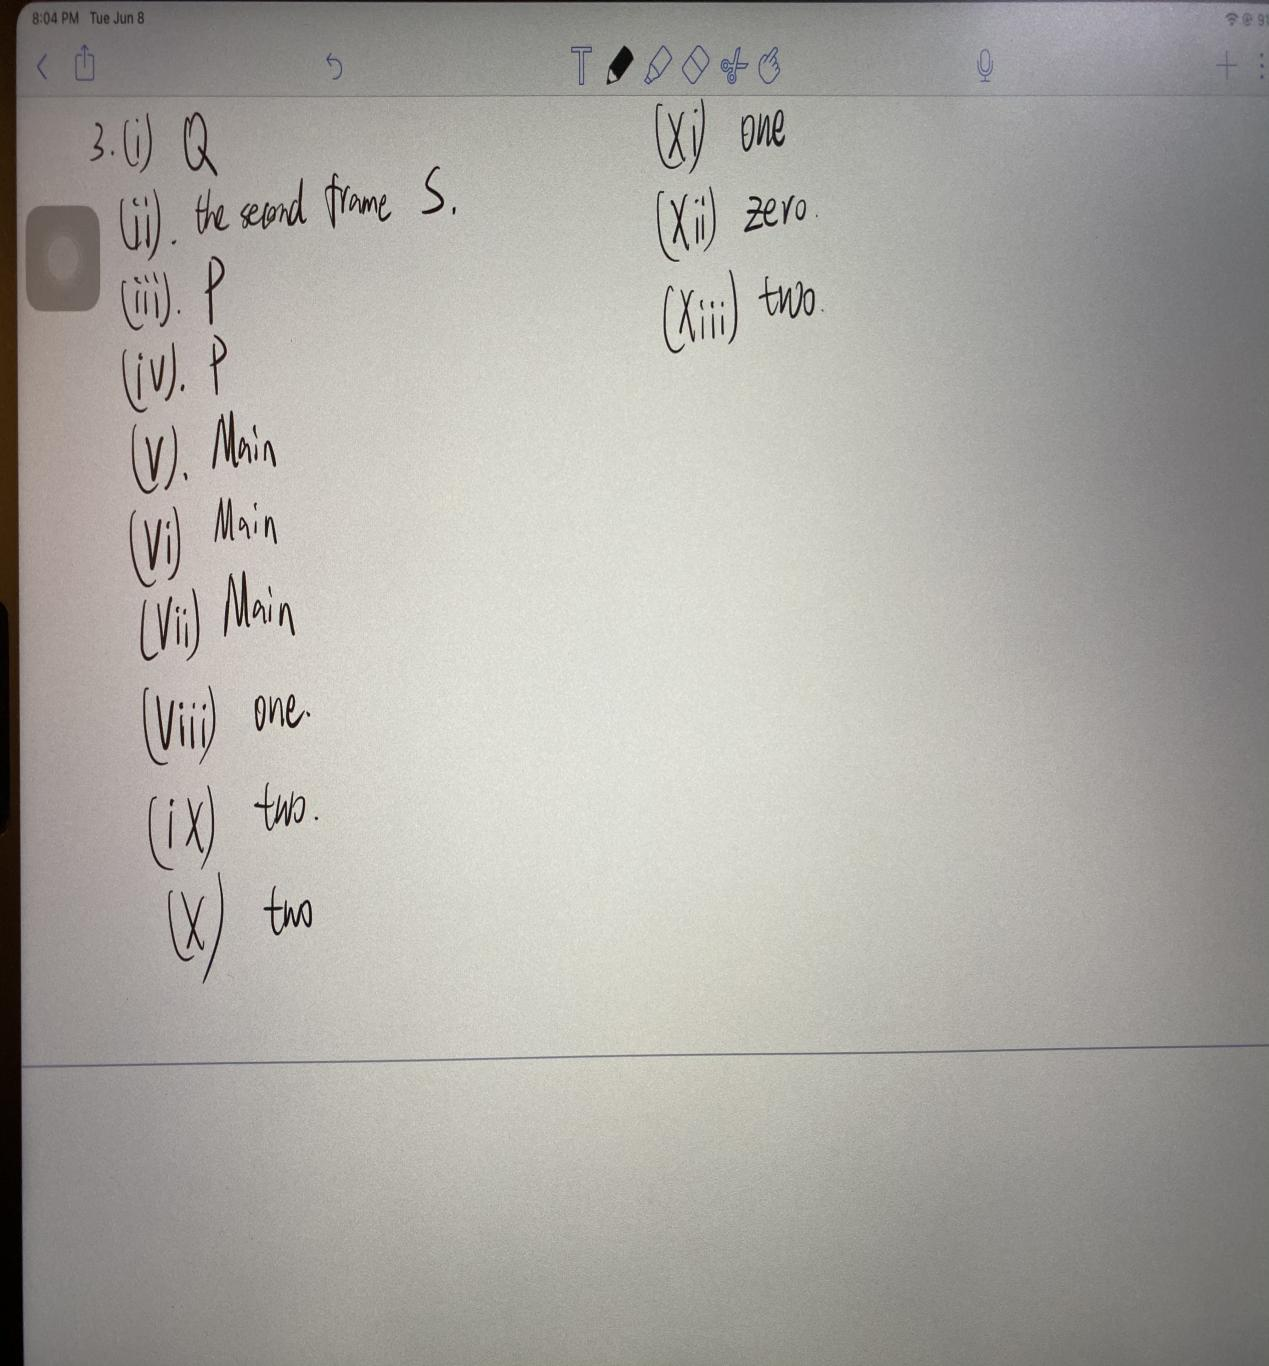 8:04 PM Tue Jun 8
3. (i) Q
(ii). the second frame S.
(iii). P
(iv). P
(V). Main
(Vi) Main
(Vii) Main
(Viii) one.
(iX) two.
(X) two
(Xi) one
(Xii) zero.
(Xiii) two.